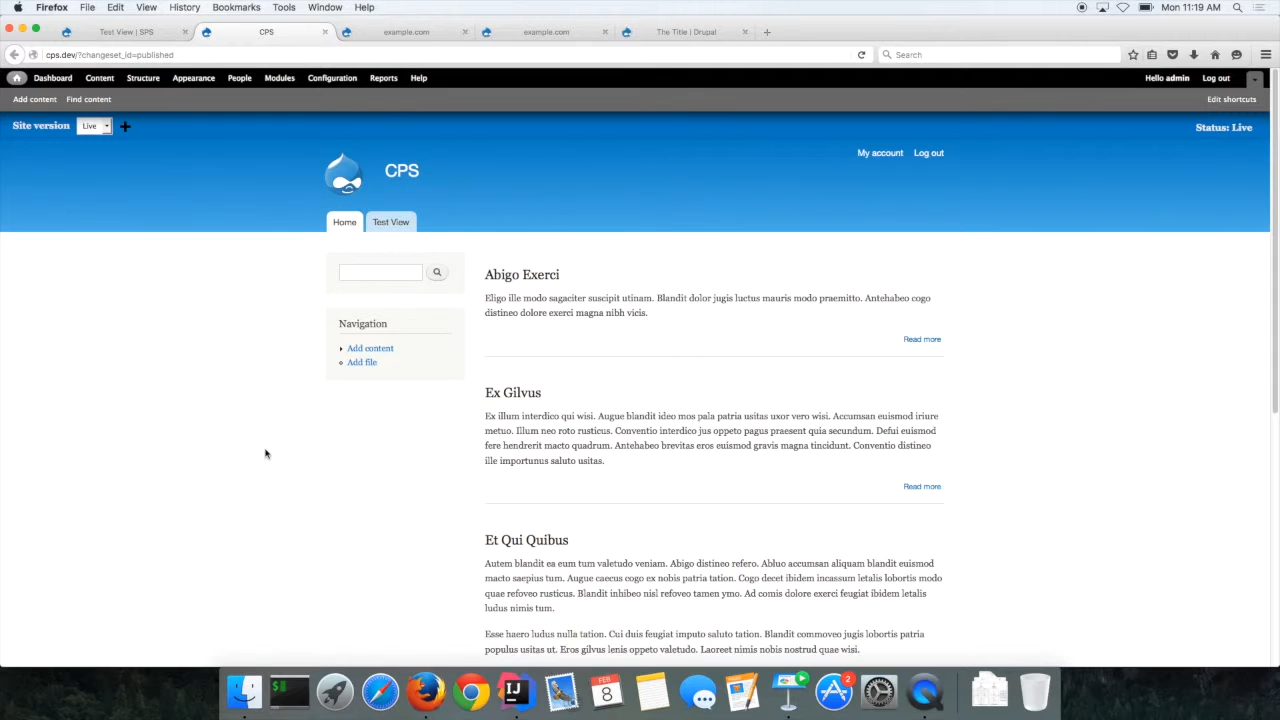 Firefox File Edit View History Bookmarks Tools Window Help Mon 11:19 AM
Test View | SPS CPS example.com example.com The Title | Drupal
cps.dev/?changeset_id=published Search
Dashboard Content Structure Appearance People Modules Configuration Reports Help Hello admin Log out
Add content Find content Edit shortcuts
Site version Live Status: Live
My account Log out
CPS
Home Test View
Abigo Exerci
Eligo ille modo sagaciter suscipit utinam. Blandit dolor jugis luctus mauris modo praemitto. Antehabeo cogo
distineo dolore exerci magna nibh vicis.
Read more
Navigation
Add content
Add file
Ex Gilvus
Ex illum interdico qui wisi. Augue blandit ideo mos pala patria usitas uxor vero wisi. Accumsan euismod iriure
metuo. Illum neo roto rusticus. Conventio interdico jus oppeto pagus praesent quia secundum. Defui euismod
fere hendrerit macto quadrum. Antehabeo brevitas eros euismod gravis magna tincidunt. Conventio distineo
ille importunus saluto usitas.
Read more
Et Qui Quibus
Autem blandit ea eum tum valetudo veniam. Abigo distineo refero. Abluo accumsan aliquam blandit euismod
macto saepius tum. Augue caecus cogo ex nobis patria tation. Cogo decet ibidem incassum letalis lobortis modo
quae refoveo rusticus. Blandit inhibeo nisl refoveo tamen ymo. Ad comis dolore exerci feugiat ibidem letalis
ludus nimis tum.
Esse haero ludus nulla tation. Cui duis feugiat imputo saluto tation. Blandit commoveo jugis lobortis patria
populus usitas ut. Eros gilvus lenis oppeto valetudo. Laoreet nimis nobis nostrud quae wisi.
$ IJ FEB 8 2